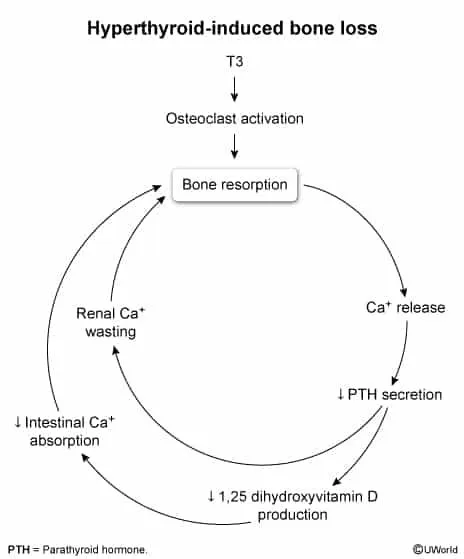 Hyperthyroid-induced bone loss
T3
Osteoclast activation
Bone resorption
Ca⁺ release
↓ PTH secretion
↓ 1,25 dihydroxyvitamin D
production
↓ Intestinal Ca⁺
absorption
Renal Ca⁺
wasting
PTH = Parathyroid hormone.
©UWorld